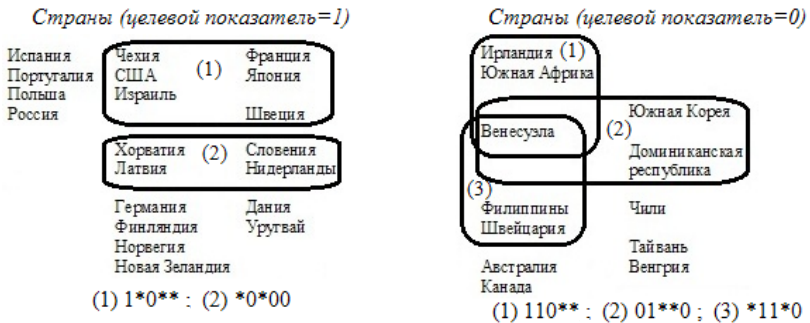 Страны (целевой показатель=1)
Испания
Португалия
Польша
Россия
Чехия
США
Израиль
(1)
Франция
Япония
Швеция
Хорватия
Латвия
(2)
Словения
Нидерланды
Германия
Финляндия
Норвегия
Новая Зеландия
Дания
Уругвай
(1) 1*0** ; (2) *0*00
Страны (целевой показатель=0)
Ирландия (1)
Южная Африка
Южная Корея
Венесуэла
(2)
Доминиканская
республика
(3)
Филиппины
Швейцария
Чили
Тайвань
Австралия
Канада
Венгрия
(1) 110** ; (2) 01**0 ; (3) *11*0